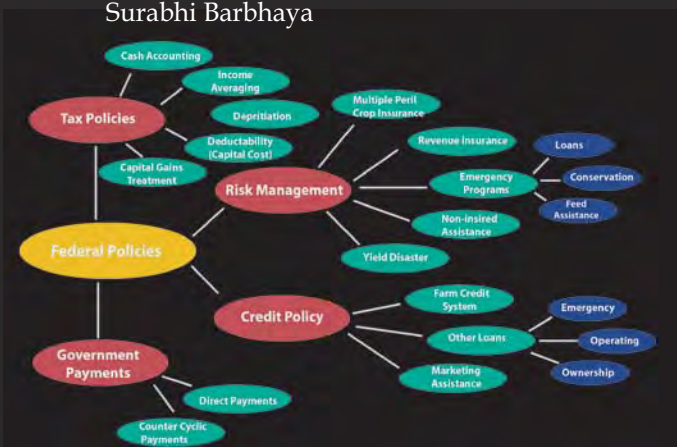 Surabhi Barbhaya
Cash Accounting
Income
Averaging
Depritiation
Tax Policies
Deductability
(Capital Cost)
Capital Gains
Treatment
Multiple Peril
Crop Insurance
Revenue Insurance
Risk Management
Emergency
Programs
Loans
Conservation
Feed
Assistance
Non-insired
Assistance
Yield Disaster
Federal Policies
Credit Policy
Farm Credit
System
Other Loans
Emergency
Operating
Ownership
Marketing
Assistance
Government
Payments
Direct Payments
Counter Cyclic
Payments